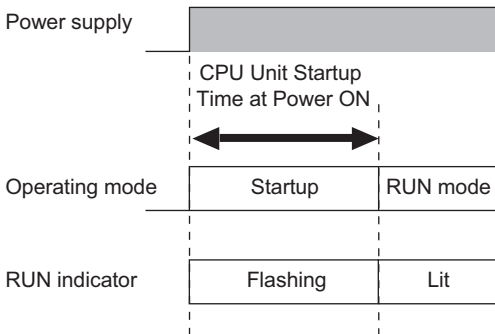 Power supply
CPU Unit Startup
Time at Power ON
Operating mode
Startup
RUN mode
RUN indicator
Flashing
Lit